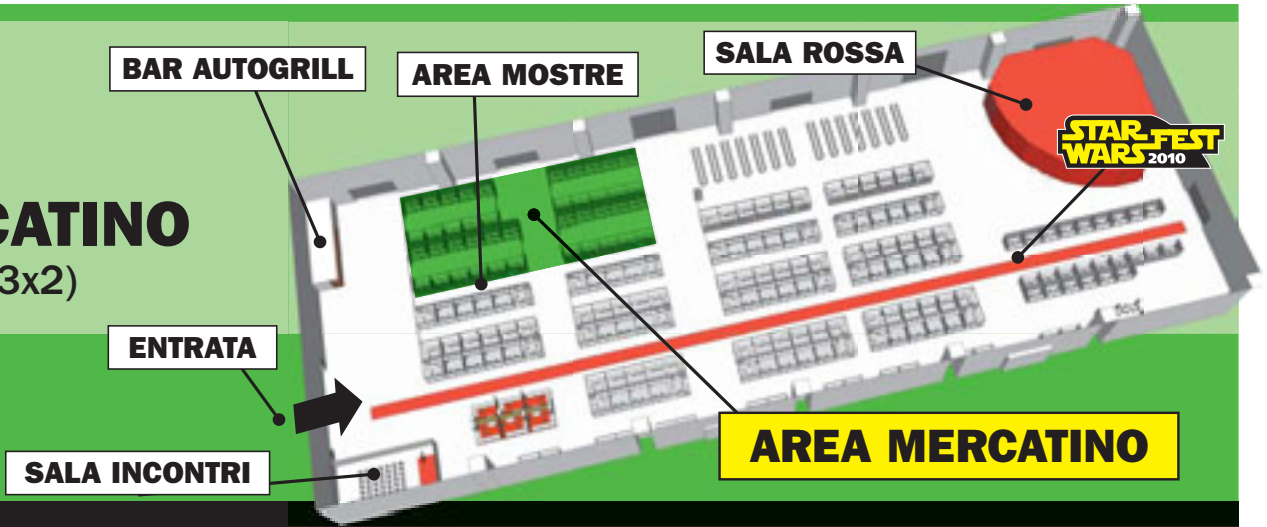 BAR AUTOGRILL
AREA MOSTRE
SALA ROSSA
STAR WARS FEST 2010
CATINO
3x2)
ENTRATA
AREA MERCATINO
SALA INCONTRI